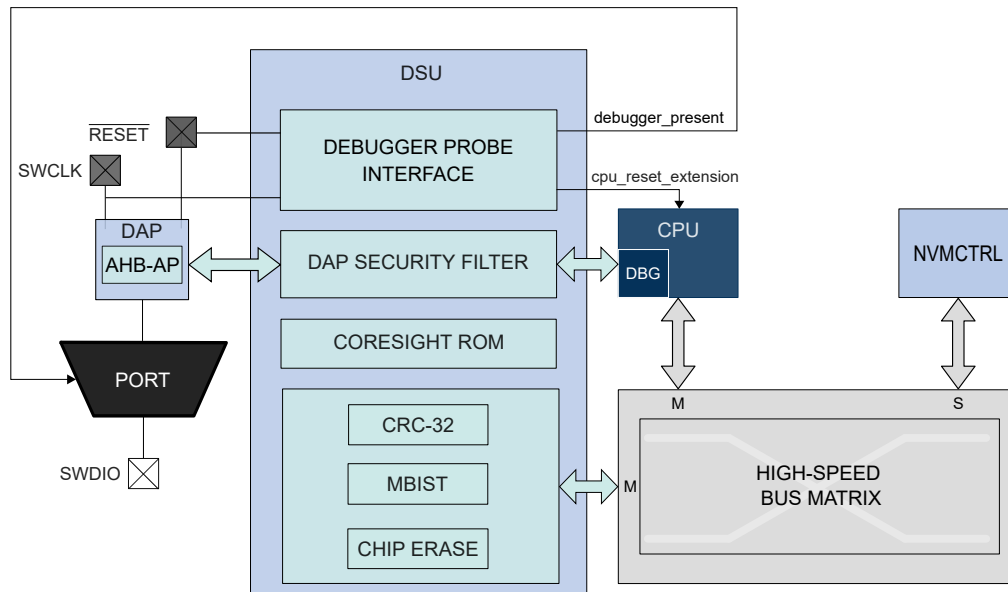 DSU
debugger_present
RESET
DEBUGGER PROBE
INTERFACE
SWCLK
cpu_reset_extension
DAP
AHB-AP
DAP SECURITY FILTER
CPU
DBG
NVMCTRL
CORESIGHT ROM
PORT
M
S
CRC-32
SWDIO
MBIST
M
HIGH-SPEED
BUS MATRIX
CHIP ERASE